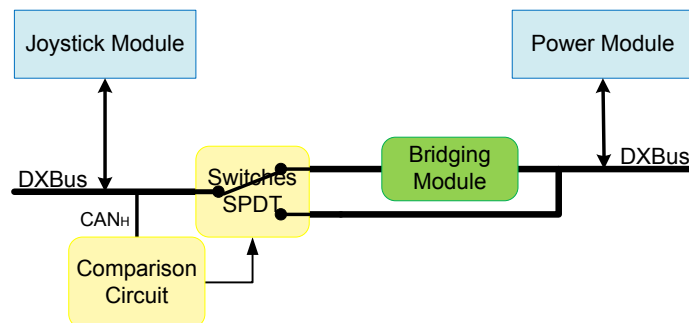 Joystick Module
Power Module
DXBus
Switches
SPDT
Bridging
Module
DXBus
CANH
Comparison
Circuit